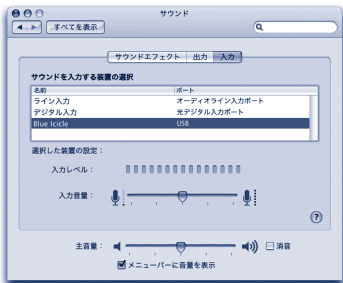 サウンド
すべてを表示
サウンドエフェクト 出力 入力
サウンドを入力する装置の選択
名前 ポート
ライン入力 オーディオライン入力ポート
デジタル入力 光デジタル入力ポート
Blue Icicle USB
選択した装置の設定：
入力レベル：
入力音量：
?
主音量： 消音
メニューバーに音量を表示